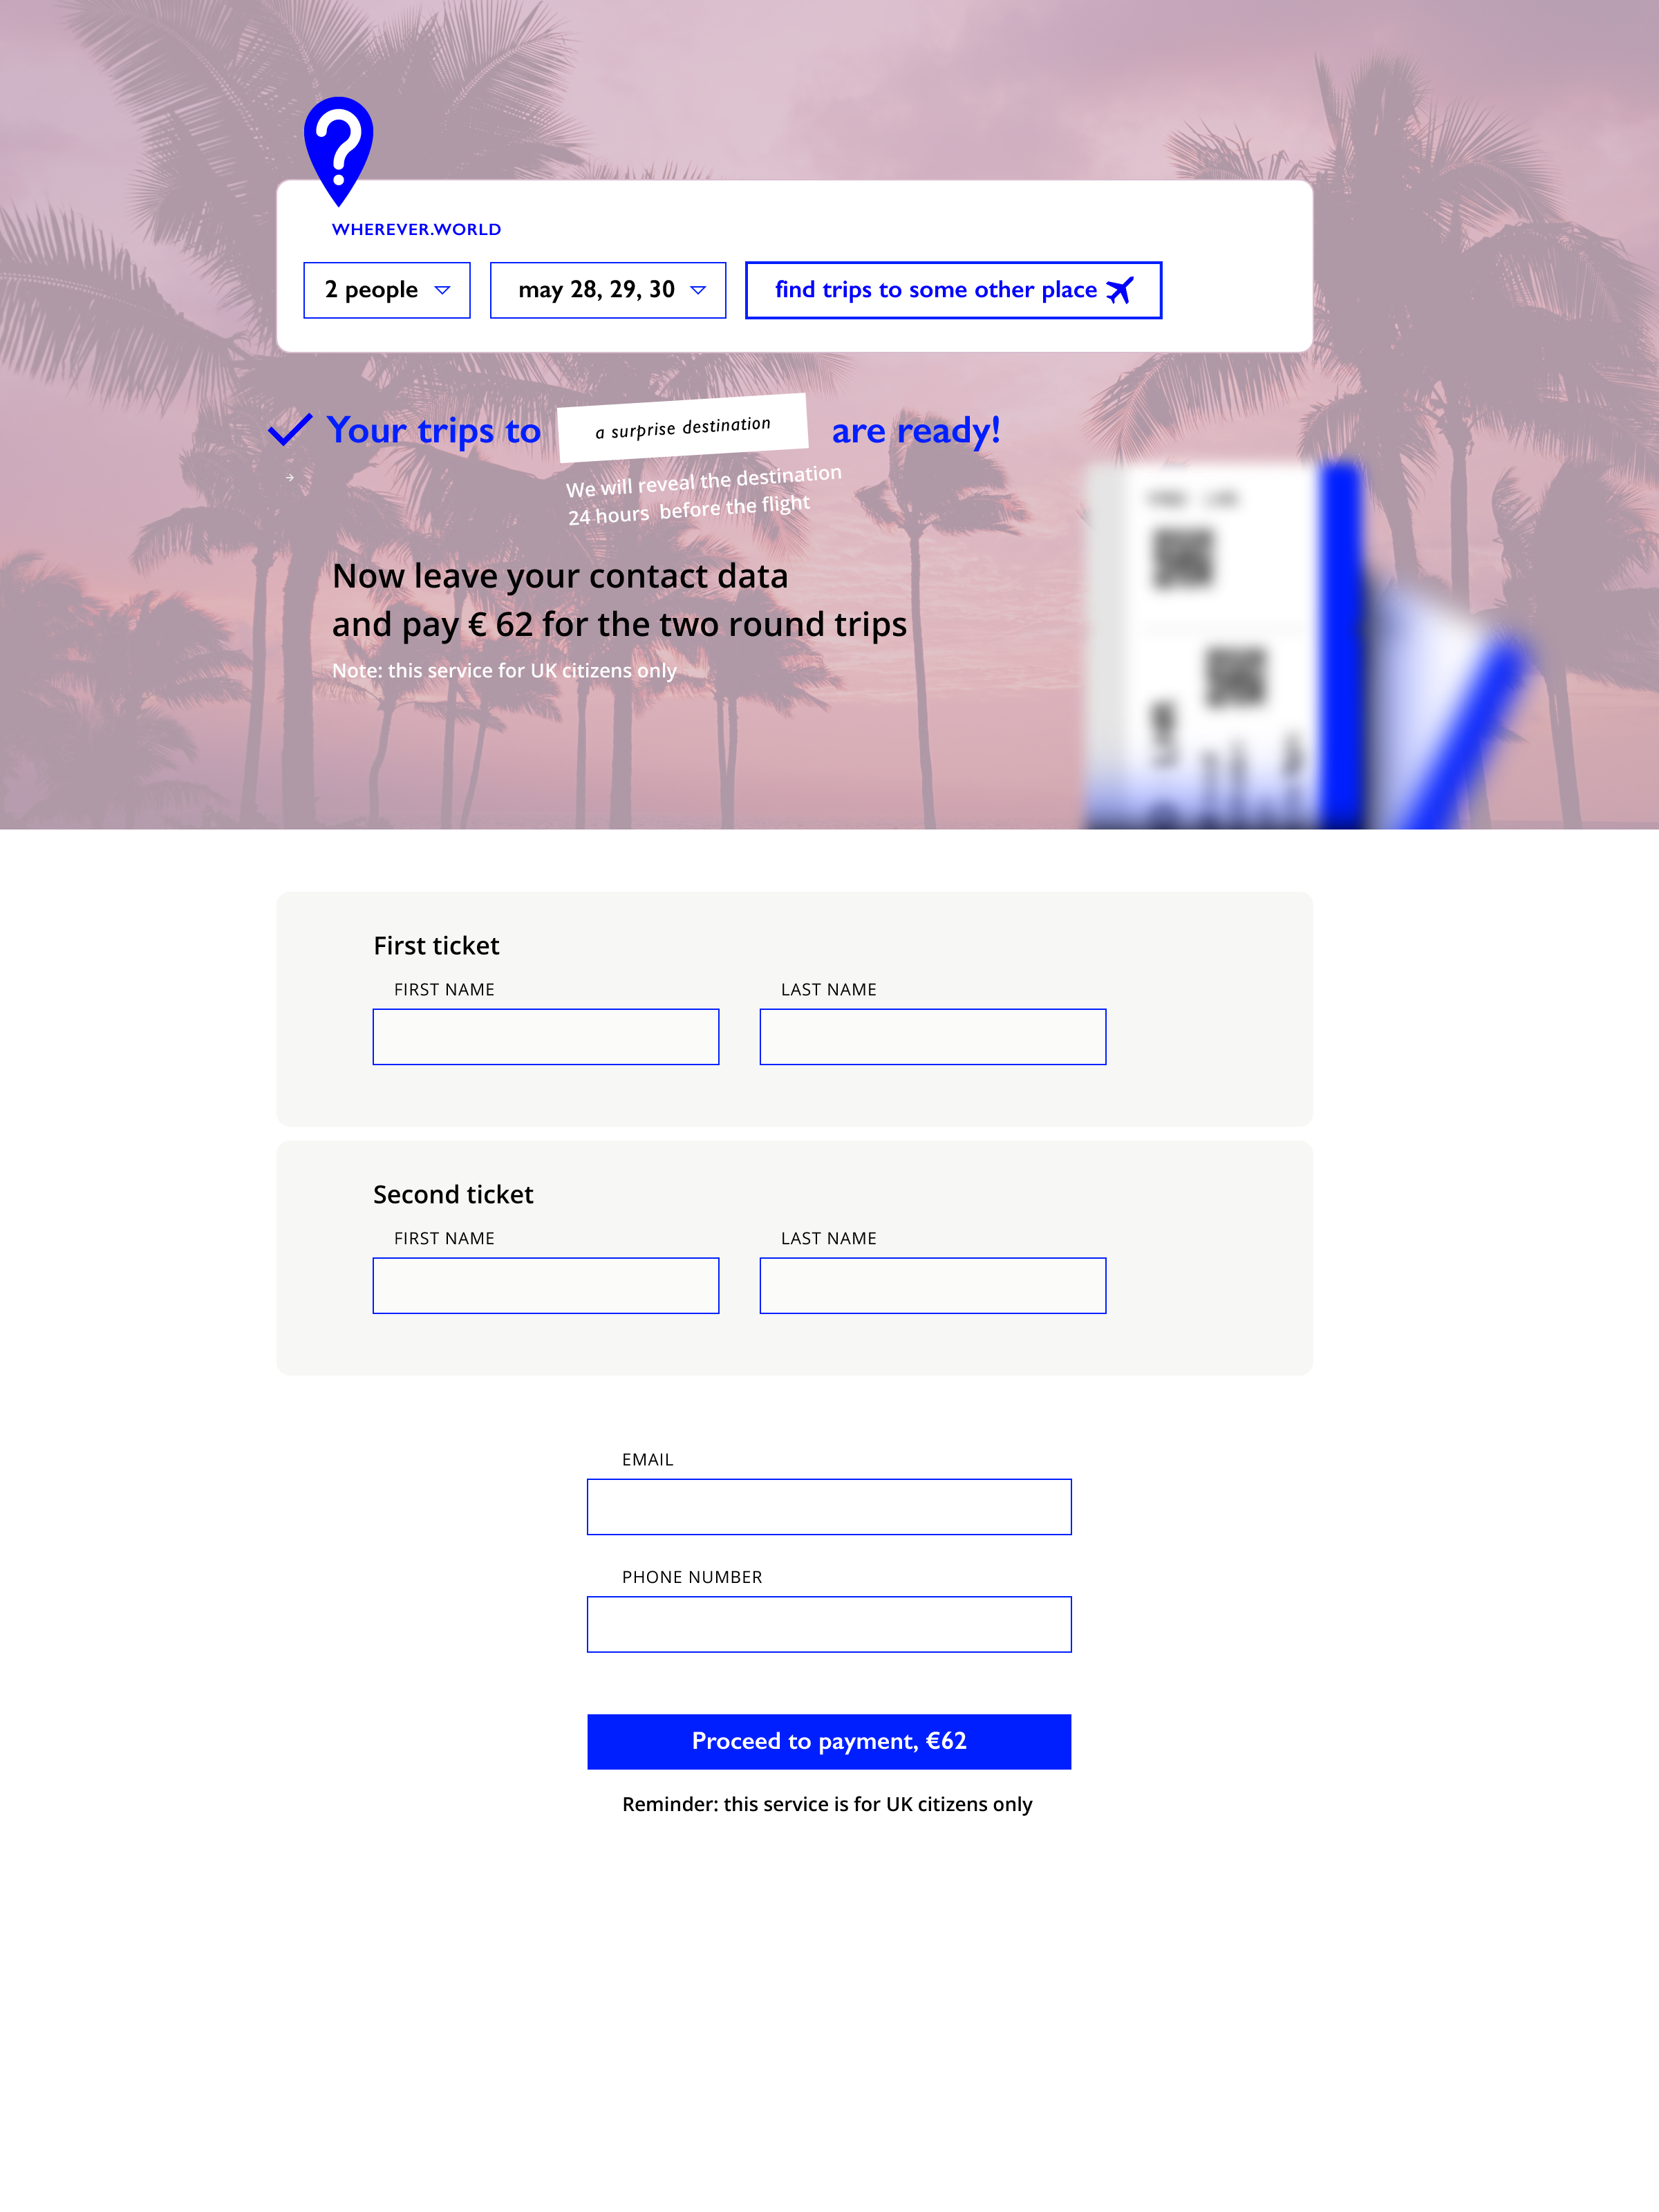 WHEREVER.WORLD
2 people
may 28, 29, 30
find trips to some other place
Your trips to
a surprise destination
are ready!
We will reveal the destination
24 hours before the flight
Now leave your contact data
and pay € 62 for the two round trips
Note: this service for UK citizens only
First ticket
FIRST NAME
LAST NAME
Second ticket
FIRST NAME
LAST NAME
EMAIL
PHONE NUMBER
Proceed to payment, €62
Reminder: this service is for UK citizens only